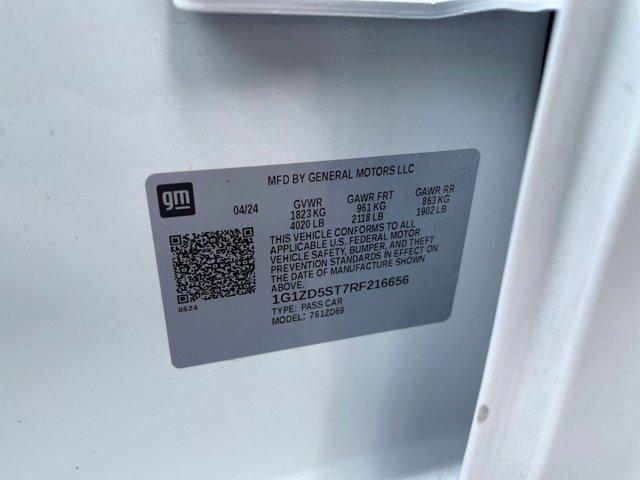 MFD BY GENERAL MOTORS LLC
gm
04/24 GVWR GAWR FRT GAWR RR
1823 KG 961 KG 863 KG
4020 LB 2118 LB 1902 LB
THIS VEHICLE CONFORMS TO ALL
APPLICABLE U.S. FEDERAL MOTOR
VEHICLE SAFETY, BUMPER, AND THEFT
PREVENTION STANDARDS IN EFFECT ON
THE DATE OF MANUFACTURE SHOWN
ABOVE.
1G1ZD5ST7RF216656
8624
TYPE: PASS CAR
MODEL: 761ZD69